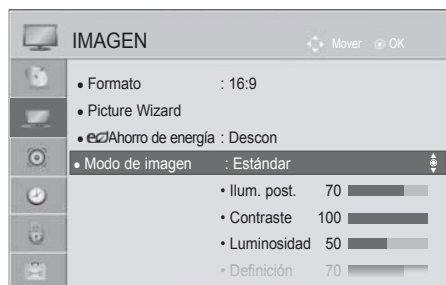 IMAGEN
Mover OK
• Formato : 16:9
• Picture Wizard
• eco Ahorro de energía : Descon
• Modo de imagen : Estándar
• Ilum. post. 70
• Contraste 100
• Luminosidad 50
• Definición 70